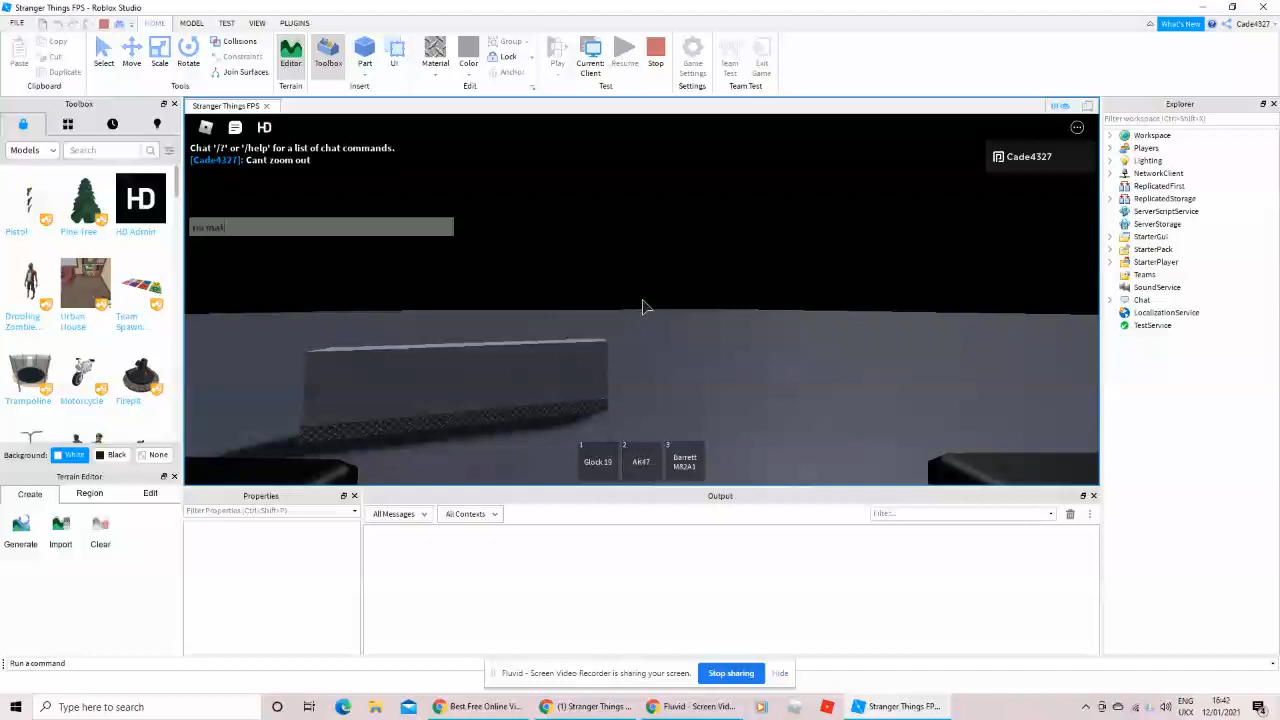 Stranger Things FPS - Roblox Studio
FILE HOME MODEL TEST VIEW PLUGINS What's New Cade4327
Paste Copy Cut Duplicate Clipboard
Select Move Scale Rotate Collisions Constraints Join Surfaces Tools
Editor Terrain Toolbox Part UI Insert
Material Color Group Lock Anchor Edit
Play Current: Client Resume Stop Test
Game Settings Settings Team Test Exit Game Team Test
Toolbox
Models Search
Pistol Pine Tree HD Admin
Drooling Zombie... Urban House Team Spawn...
Trampoline Motorcycle Firepit
Background: White Black None
Terrain Editor
Create Region Edit
Generate Import Clear
Stranger Things FPS
HD
Chat '/?' or '/help' for a list of chat commands.
[Cade4327]: Cant zoom out
Cade4327
1 Glock 19
2 AK47
3 Barrett M82A1
Explorer
Filter workspace (Ctrl+Shift+X)
Workspace
Players
Lighting
NetworkClient
ReplicatedFirst
ReplicatedStorage
ServerScriptService
ServerStorage
StarterGui
StarterPack
StarterPlayer
Teams
SoundService
Chat
LocalizationService
TestService
Properties
Filter Properties (Ctrl+Shift+P)
Output
All Messages All Contexts Filter...
Run a command
Fluvid - Screen Video Recorder is sharing your screen. Stop sharing Hide
Type here to search
Best Free Online Vi...
(1) Stranger Things ...
Fluvid - Screen Vid...
Stranger Things FP...
ENG UKX
16:42
12/01/2021